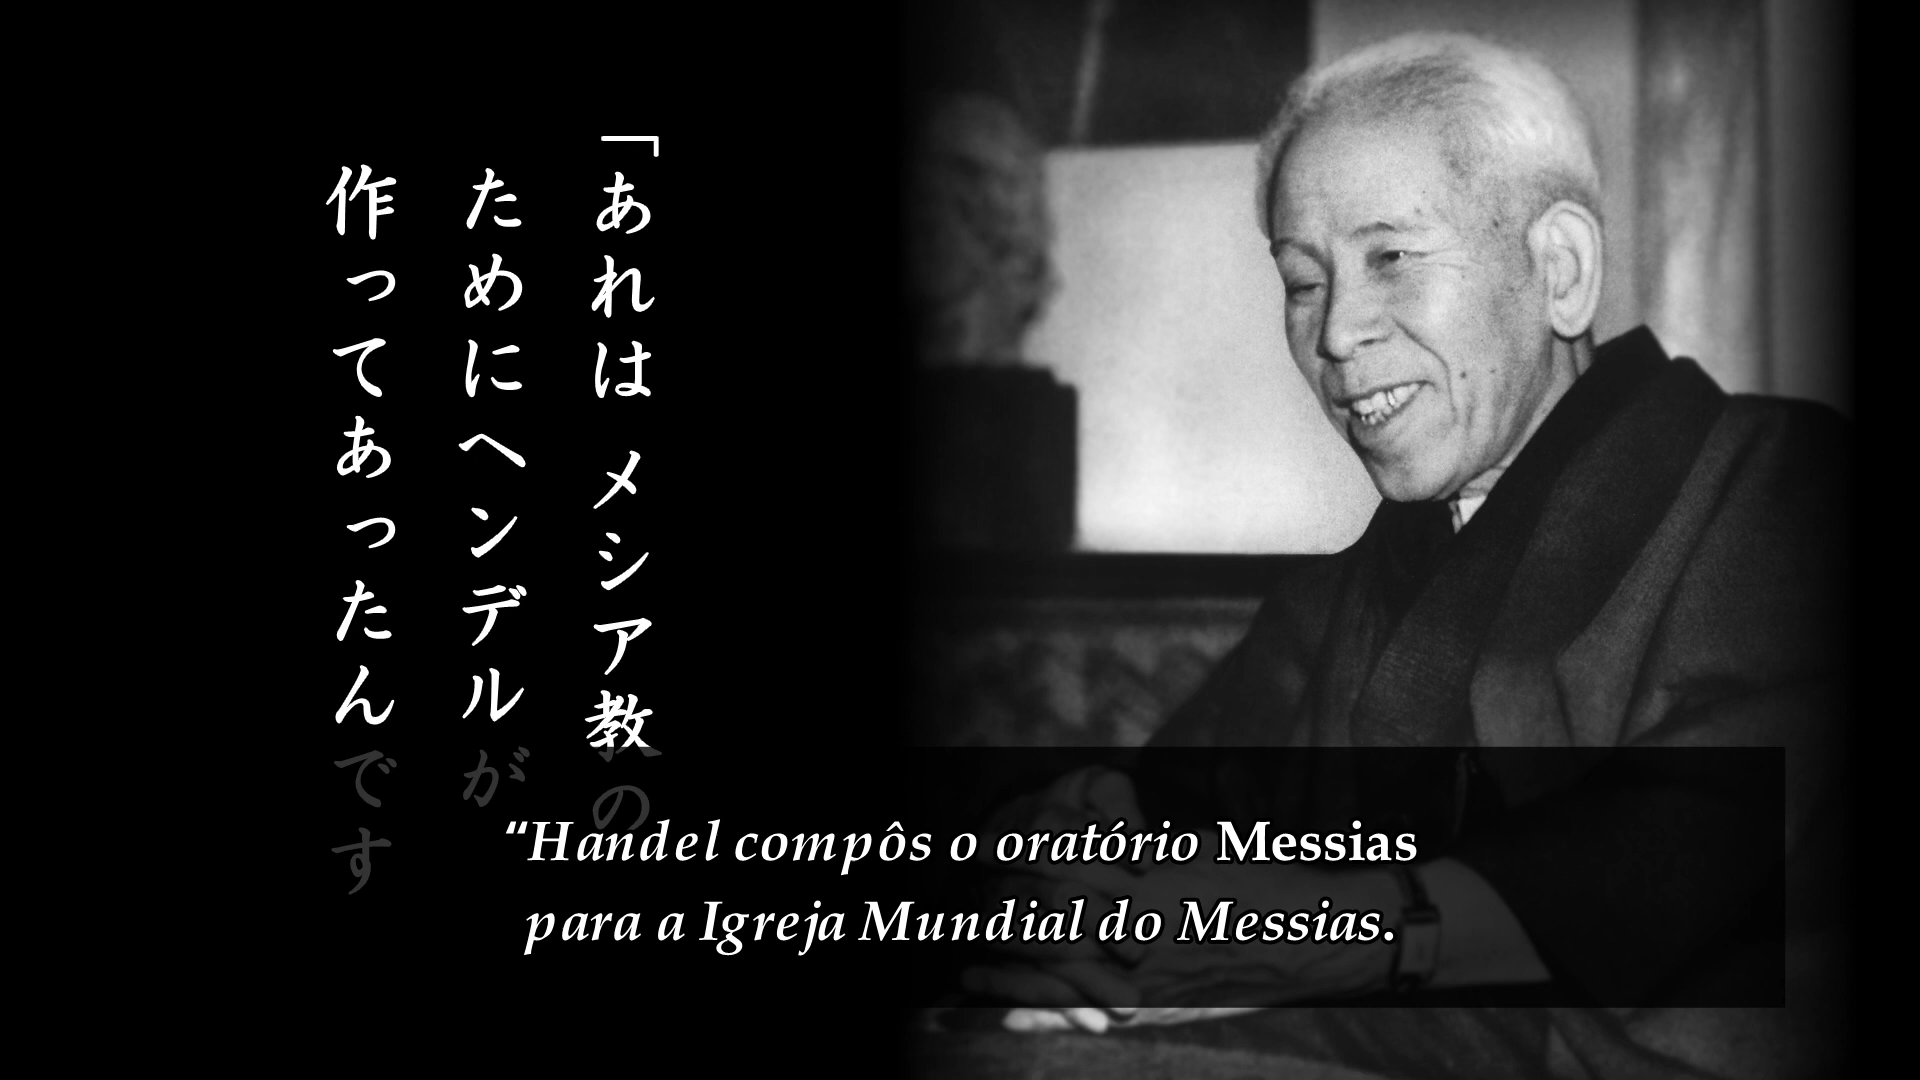 「あれは メシア教の
ためにヘンデルが
作ってあったんです
“Handel compôs o oratório Messias
para a Igreja Mundial do Messias.